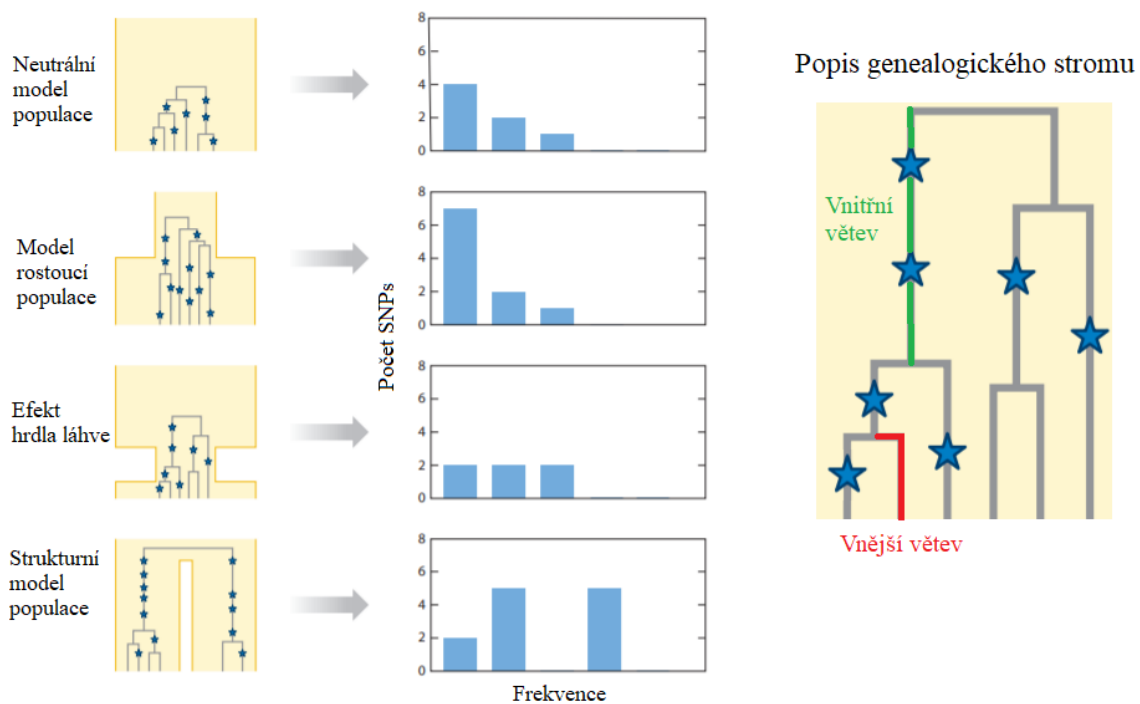 Neutrální
model
populace
8
6
4
2
0
Model
rostoucí
populace
8
6
4
2
0
Efekt
hrdla láhve
8
6
4
2
0
Strukturní
model
populace
8
6
4
2
0
Počet SNPs
Frekvence
Popis genealogického stromu
Vnitřní
větev
Vnější větev